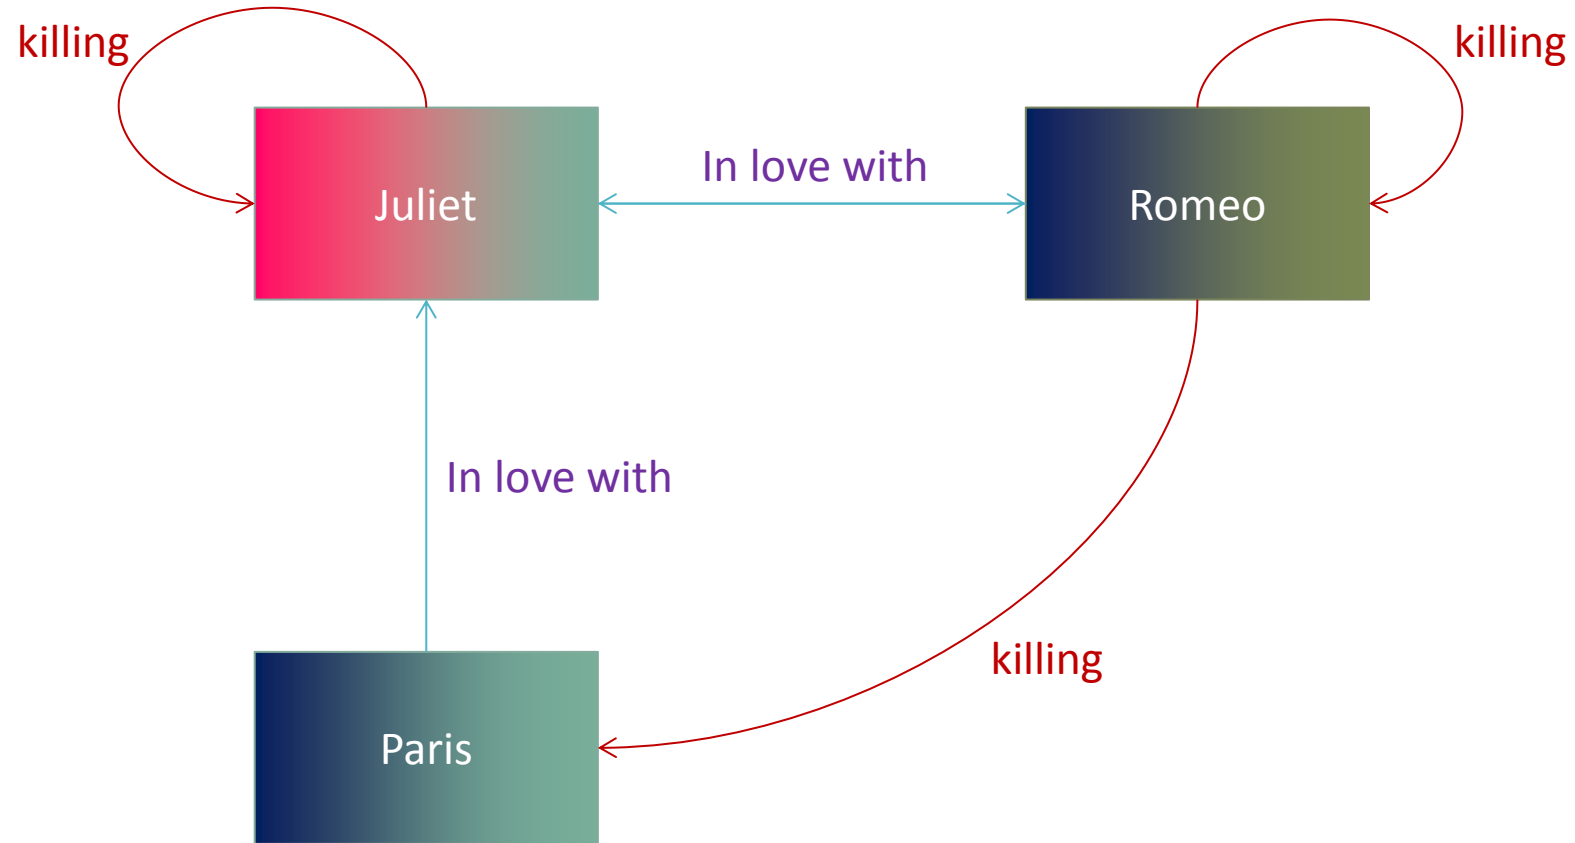 killing
killing
In love with
Juliet
Romeo
In love with
killing
Paris